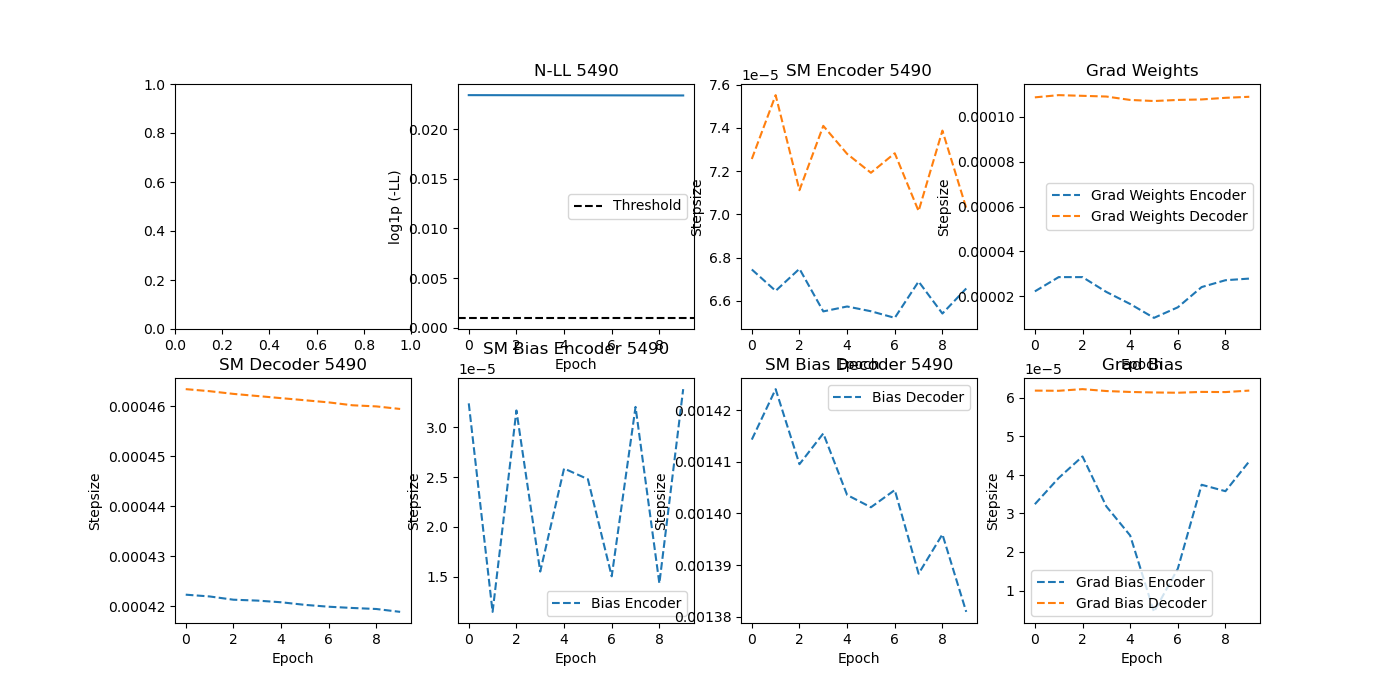 N-LL 5490
SM Encoder 5490
Grad Weights
1.0
0.8
0.6
0.4
0.2
0.0
0.0 0.2 0.4 0.6 0.8 1.0
log1p (-LL)
0.020
0.015
0.010
0.005
0.000
Threshold
0 2 4 6 8
Epoch
1e−5
Stepsize
7.6
7.4
7.2
7.0
6.8
6.6
0 2 4 6 8
Epoch
Stepsize
0.00010
0.00008
0.00006
0.00004
0.00002
Grad Weights Encoder
Grad Weights Decoder
0 2 4 6 8
Epoch
SM Decoder 5490
SM Bias Encoder 5490
SM Bias Decoder 5490
Grad Bias
Stepsize
0.00046
0.00045
0.00044
0.00043
0.00042
0 2 4 6 8
Epoch
1e−5
Stepsize
3.0
2.5
2.0
1.5
Bias Encoder
0 2 4 6 8
Epoch
Stepsize
0.00142
0.00141
0.00140
0.00139
0.00138
Bias Decoder
0 2 4 6 8
Epoch
1e−5
Stepsize
6
5
4
3
2
1
Grad Bias Encoder
Grad Bias Decoder
0 2 4 6 8
Epoch